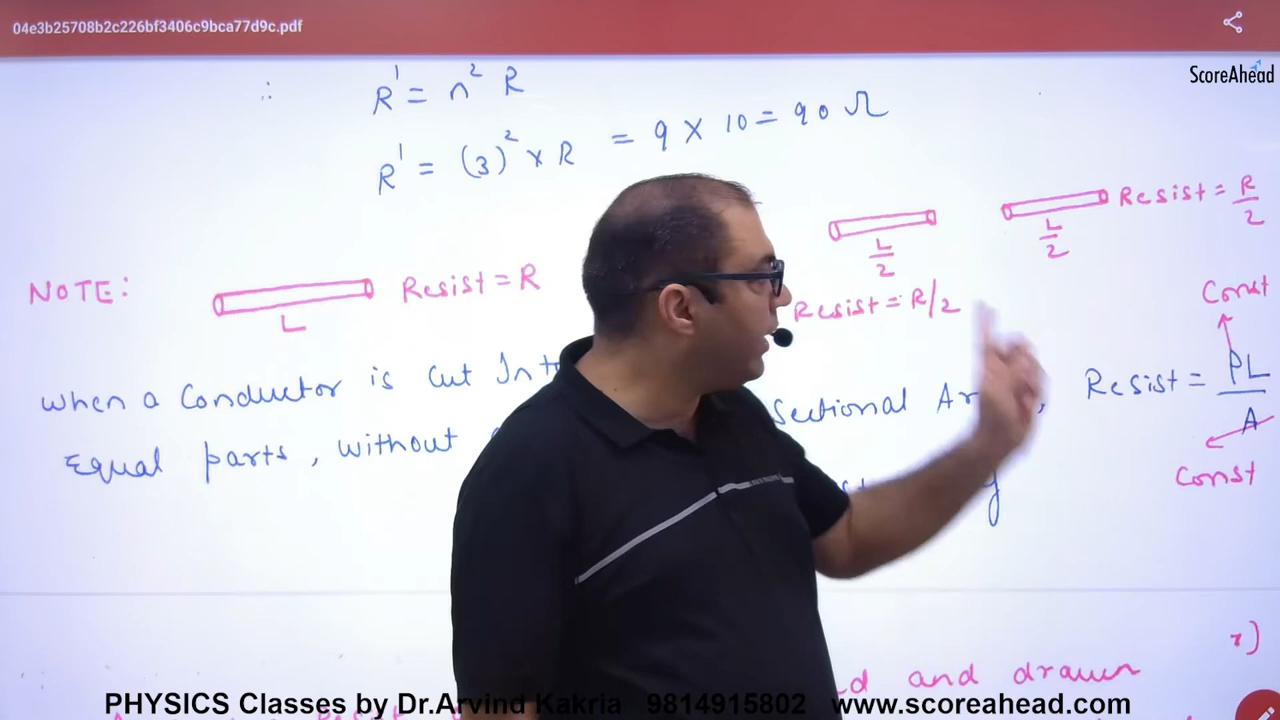 04e3b25708b2c226bf3406c9bca77d9c.pdf
ScoreAhead
∴ R' = n² R
R' = (3)² × R = 9 × 10 = 90 Ω
NOTE:
L
Resist = R
L/2
Resist = R/2
L/2
Resist = R/2
When a Conductor is Cut Into
Equal parts, without
Sectional
Resist = PL/A
Const
Const
and drawn
PHYSICS Classes by Dr.Arvind Kakria 9814915802 www.scoreahead.com